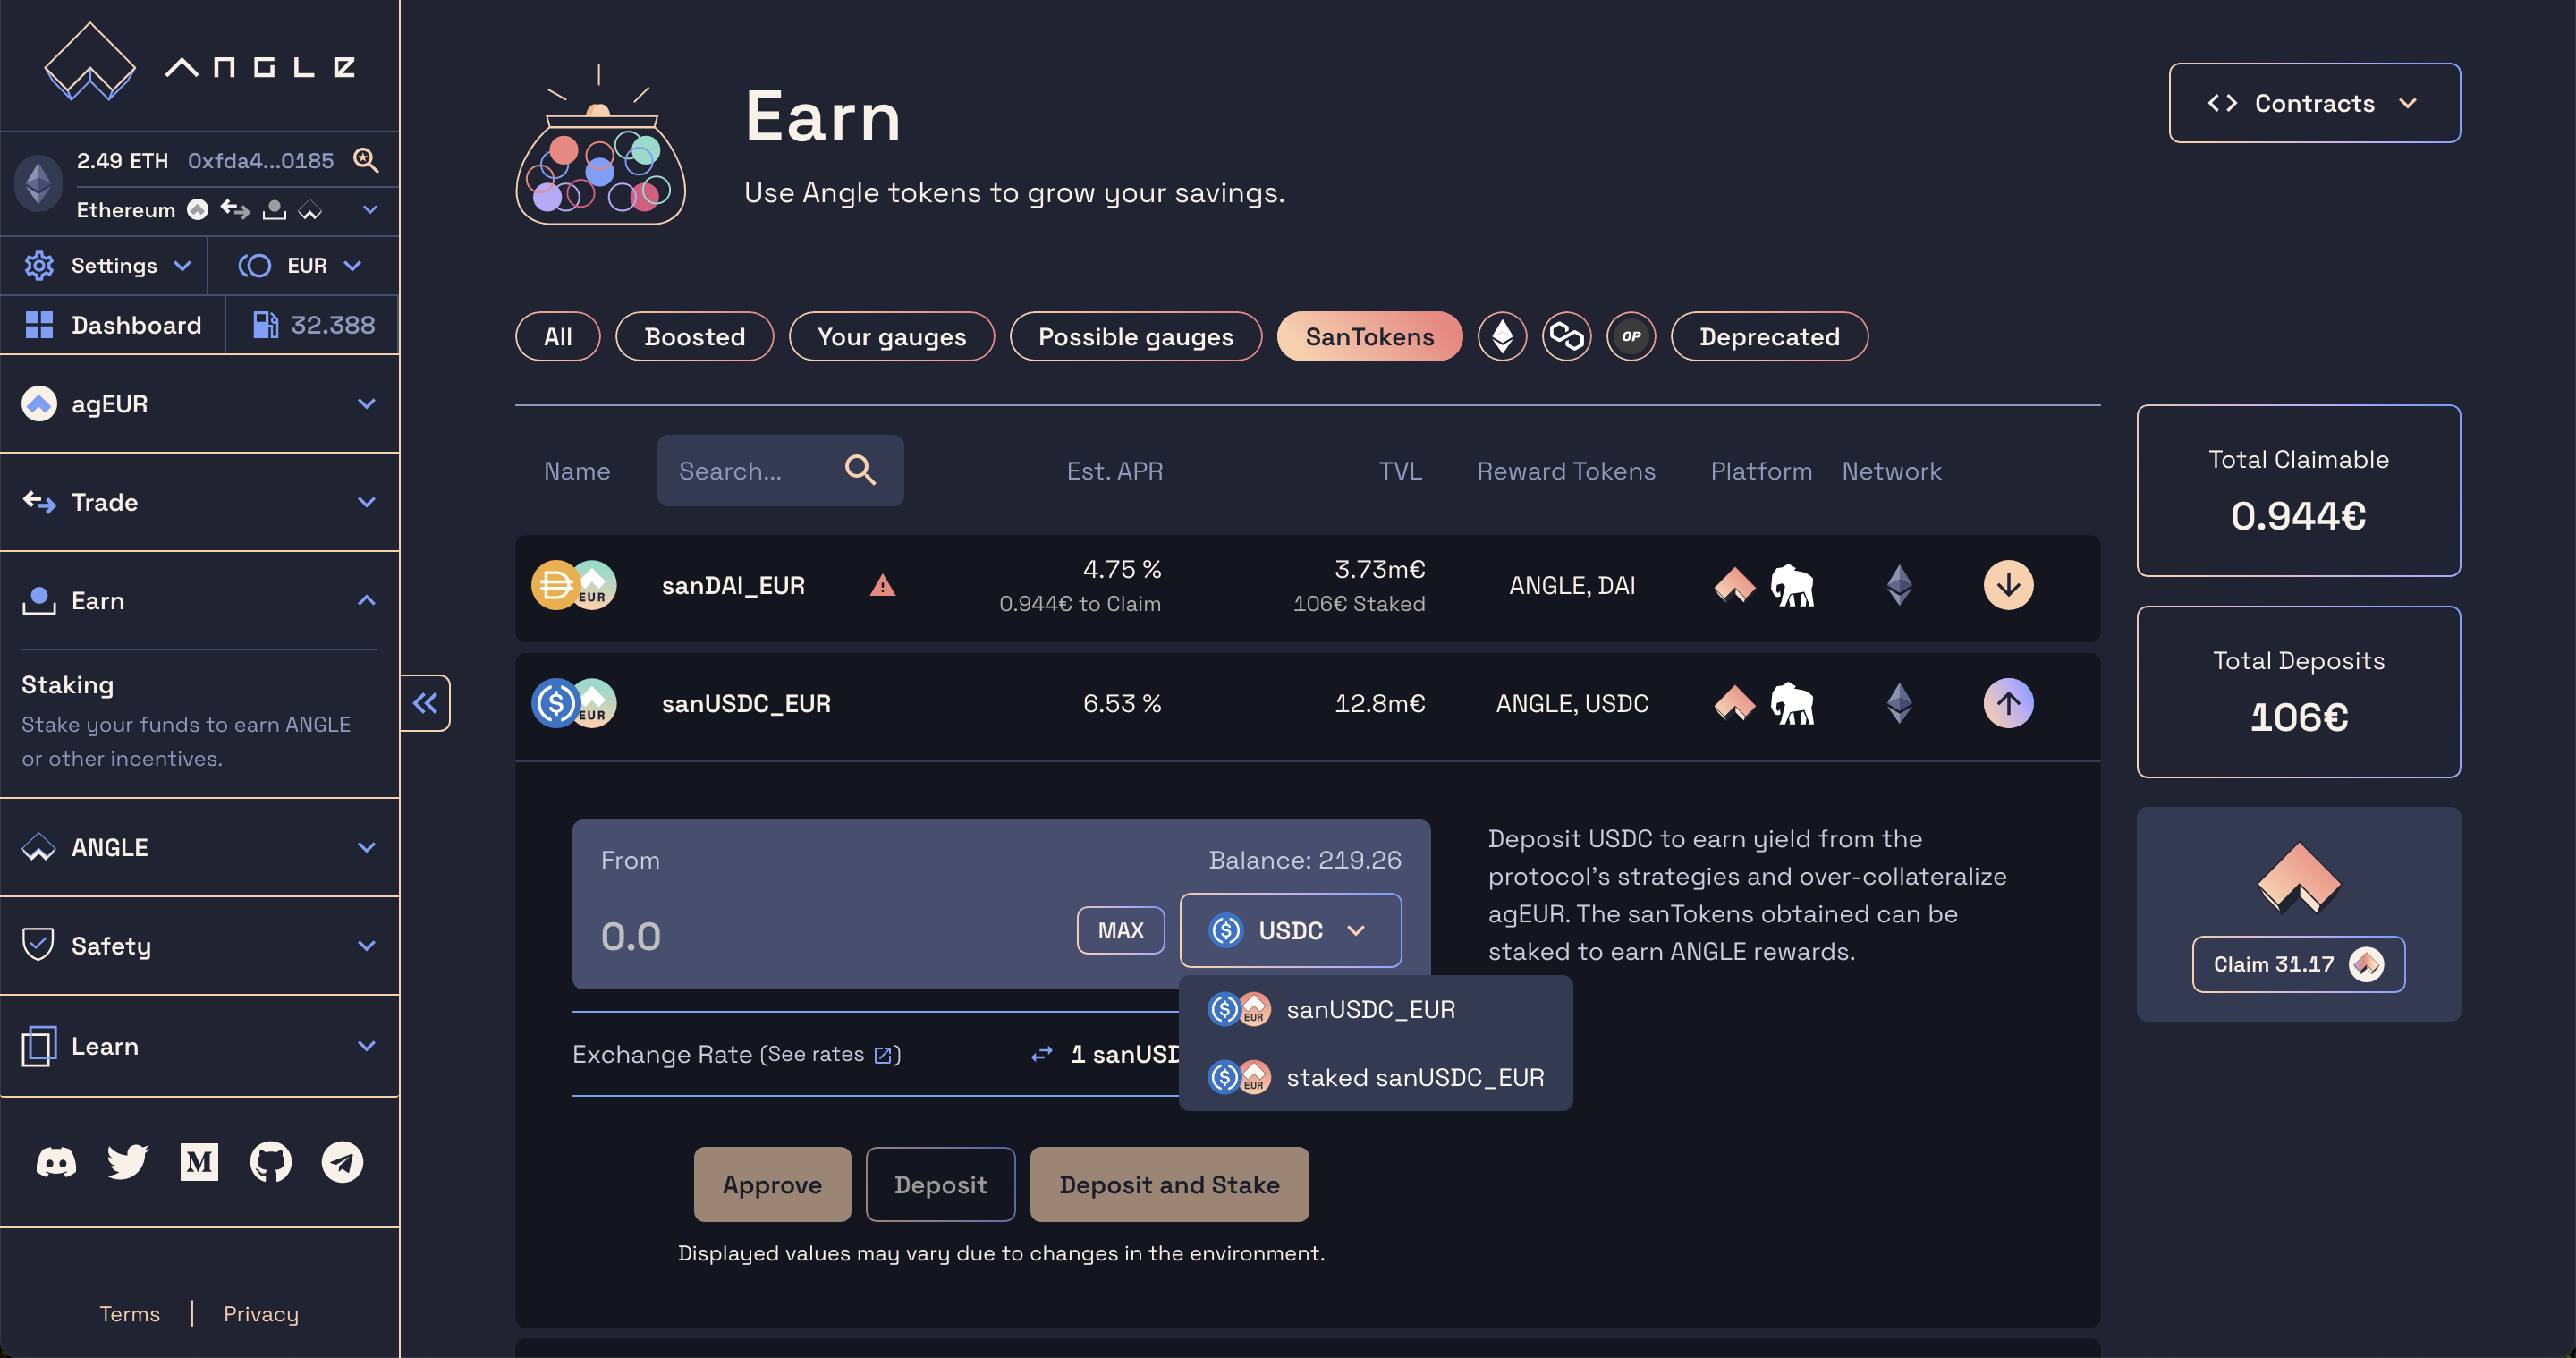 ANGLE
2.49 ETH 0xfda4...0185
Ethereum
Settings EUR
Dashboard 32.388
agEUR
Trade
Earn
Staking
Stake your funds to earn ANGLE
or other incentives.
ANGLE
Safety
Learn
Terms | Privacy
Earn
Use Angle tokens to grow your savings.
<> Contracts
All Boosted Your gauges Possible gauges SanTokens OP Deprecated
Name Search... Est. APR TVL Reward Tokens Platform Network
EUR sanDAI_EUR 4.75 % 3.73m€ ANGLE, DAI
0.944€ to Claim 106€ Staked
EUR sanUSDC_EUR 6.53 % 12.8m€ ANGLE, USDC
From Balance: 219.26
0.0 MAX USDC
EUR sanUSDC_EUR
EUR staked sanUSDC_EUR
Exchange Rate (See rates ) 1 sanUSD
Approve Deposit Deposit and Stake
Displayed values may vary due to changes in the environment.
Deposit USDC to earn yield from the
protocol's strategies and over-collateralize
agEUR. The sanTokens obtained can be
staked to earn ANGLE rewards.
Total Claimable
0.944€
Total Deposits
106€
Claim 31.17